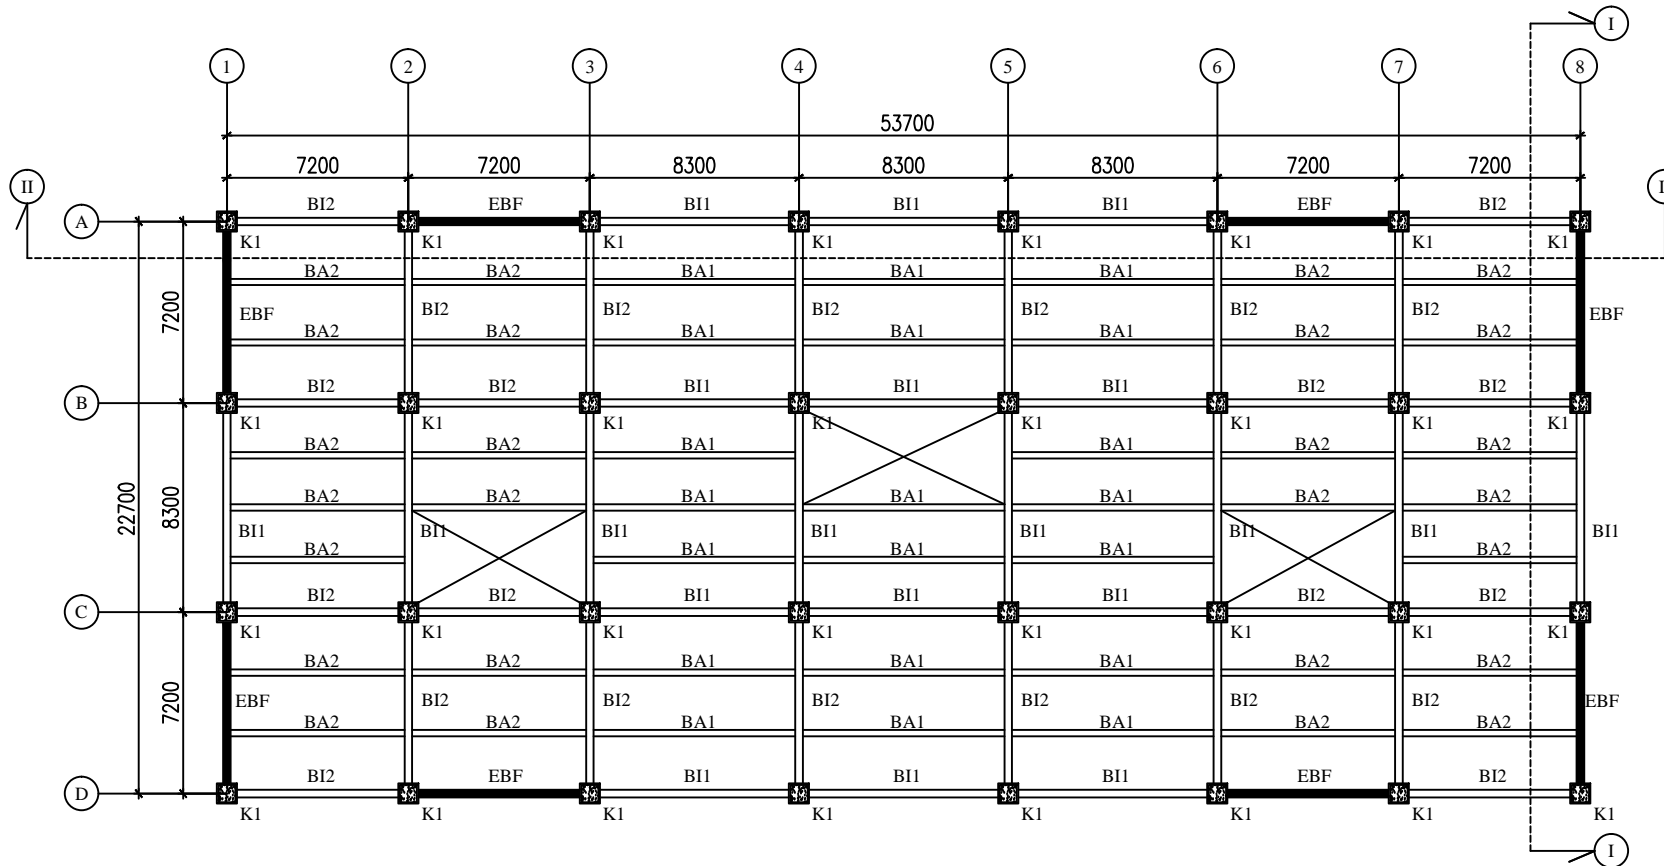 I
1 2 3 4 5 6 7 8
53700
7200 7200 8300 8300 8300 7200 7200
II
BI2 EBF BI1 BI1 BI1 EBF BI2
A
K1 K1 K1 K1 K1 K1 K1 K1
BA2 BA2 BA1 BA1 BA1 BA2 BA2
7200
EBF BI2 BI2 BI2 BI2 BI2 BI2 EBF
BA2 BA2 BA1 BA1 BA1 BA2 BA2
BI2 BI2 BI1 BI1 BI1 BI2 BI2
B
K1 K1 K1 K1 K1 K1 K1 K1
BA2 BA2 BA1 BA1 BA2 BA2
BA2 BA2 BA1 BA1 BA1 BA2 BA2
22700
8300
BI1 BI1 BI1 BI1 BI1 BI1 BI1 BI1
BA2 BA1 BA1 BA1 BA2
BI2 BI2 BI1 BI1 BI1 BI2 BI2
C
K1 K1 K1 K1 K1 K1 K1 K1
BA2 BA2 BA1 BA1 BA1 BA2 BA2
7200
EBF BI2 BI2 BI2 BI2 BI2 BI2 EBF
BA2 BA2 BA1 BA1 BA1 BA2 BA2
BI2 EBF BI1 BI1 BI1 EBF BI2
D
K1 K1 K1 K1 K1 K1 K1 K1
I